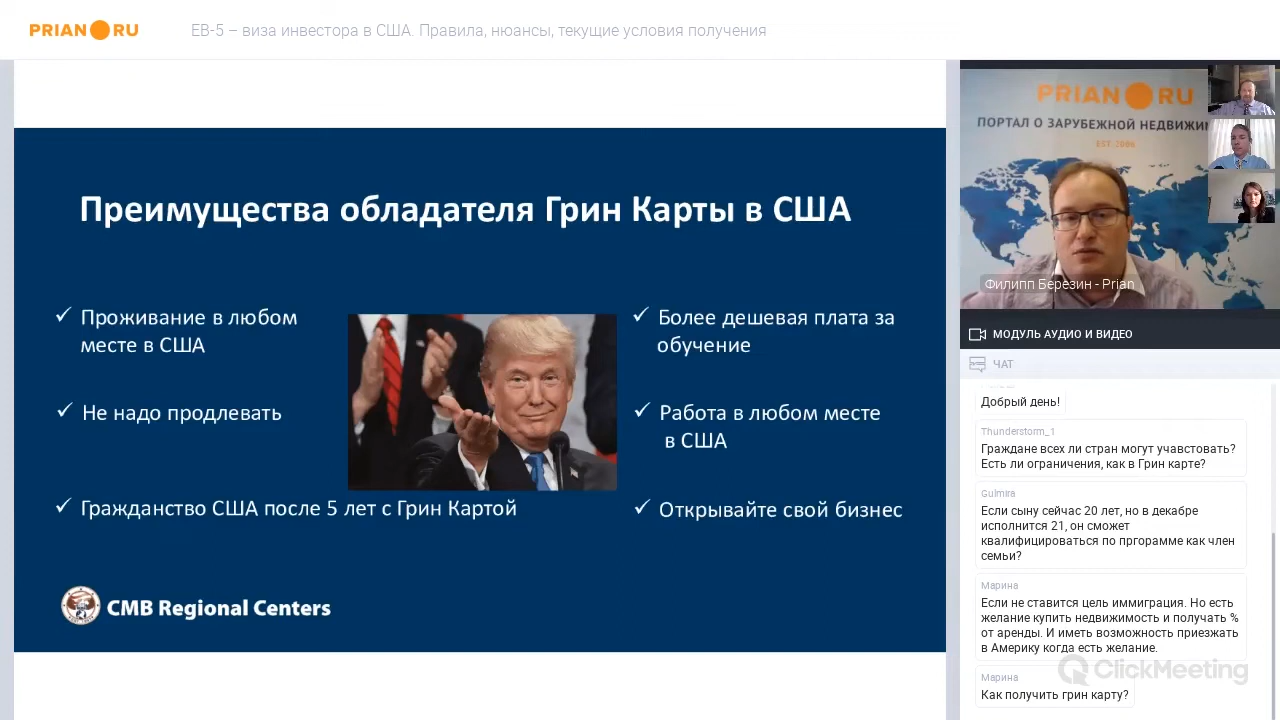 PRIAN RU
EB-5 – виза инвестора в США. Правила, нюансы, текущие условия получения
Преимущества обладателя Грин Карты в США
✓ Проживание в любом
месте в США
✓ Не надо продлевать
✓ Гражданство США после 5 лет с Грин Картой
✓ Более дешевая плата за
обучение
✓ Работа в любом месте
в США
✓ Открывайте свой бизнес
CMB Regional Centers
PRIAN RU
ПОРТАЛ О ЗАРУБЕЖНОЙ
EST. 2006
Филипп Березин - Prian
МОДУЛЬ АУДИО И ВИДЕО
ЧАТ
Добрый день!
Thunderstorm_1
Граждане всех ли стран могут учавстовать?
Есть ли ограничения, как в Грин карте?
Gulmira
Если сыну сейчас 20 лет, но в декабре
исполнится 21, он сможет
квалифицироваться по пргорамме как член
семьи?
Марина
Если не ставится цель иммиграция. Но есть
желание купить недвижимость и получать %
от аренды. И иметь возможность приезжать
в Америку когда есть желание.
ClickMeeting
Марина
Как получить грин карту?